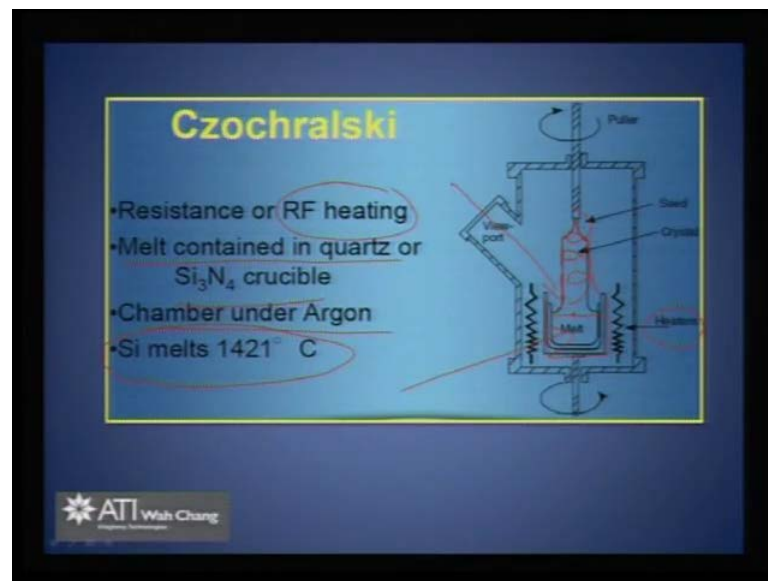 Czochralski
•Resistance or RF heating
•Melt contained in quartz or
Si₃N₄ crucible
•Chamber under Argon
•Si melts 1421° C
Puller
Seed
View-
port
Crystal
Melt
Heaters
ATI Wah Chang